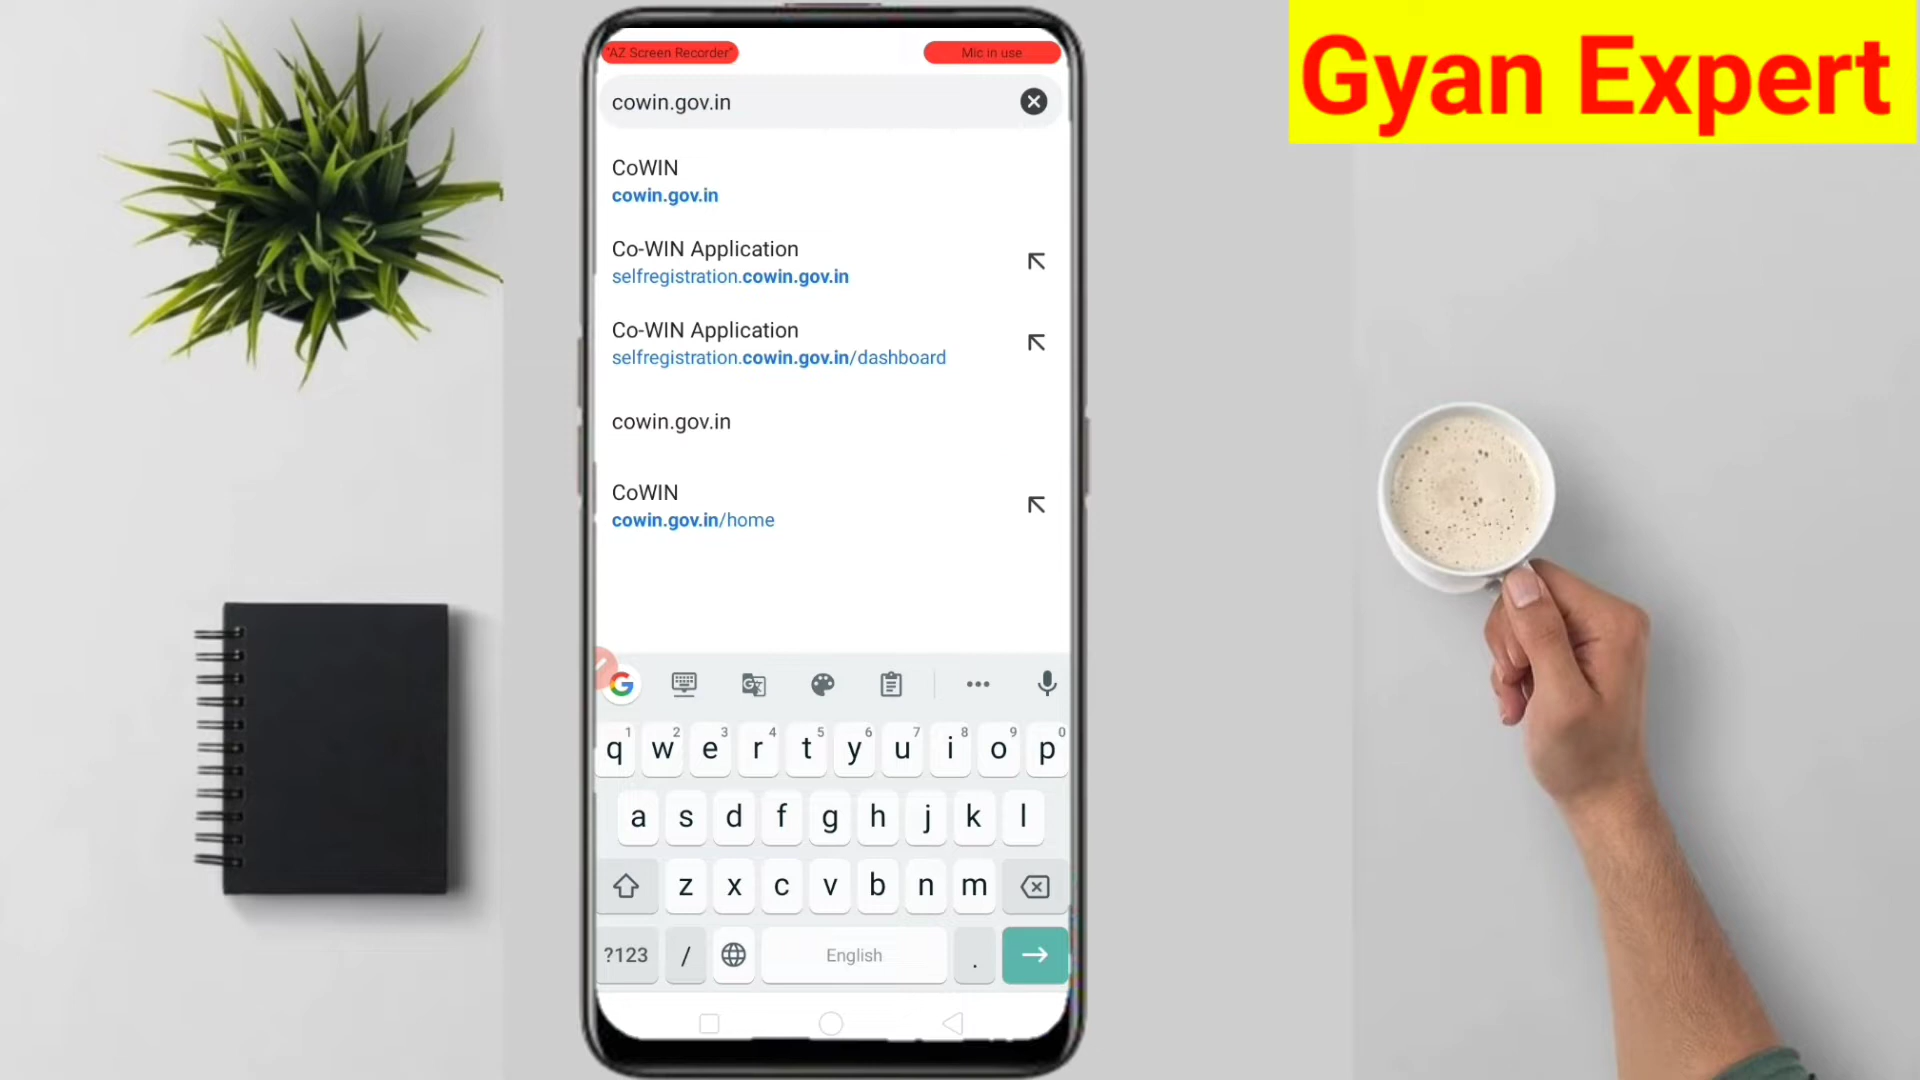 Gyan Expert
"AZ Screen Recorder"
Mic in use
cowin.gov.in
CoWIN
cowin.gov.in
Co-WIN Application
selfregistration.cowin.gov.in
Co-WIN Application
selfregistration.cowin.gov.in/dashboard
cowin.gov.in
CoWIN
cowin.gov.in/home
1 2 3 4 5 6 7 8 9 0
q w e r t y u i o p
a s d f g h j k l
z x c v b n m
?123 / English .